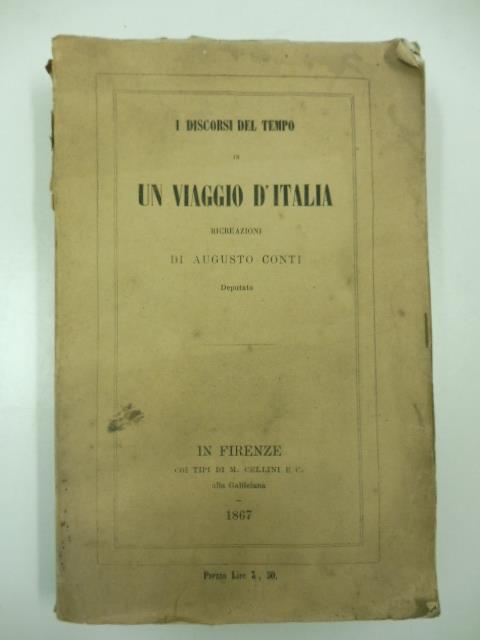 I DISCORSI DEL TEMPO
IN
UN VIAGGIO D'ITALIA
RICREAZIONI
DI AUGUSTO CONTI
Deputato
IN FIRENZE
COI TIPI DI M. CELLINI E C.
alla Galileiana
–
1867
Prezzo Lire 3, 50.